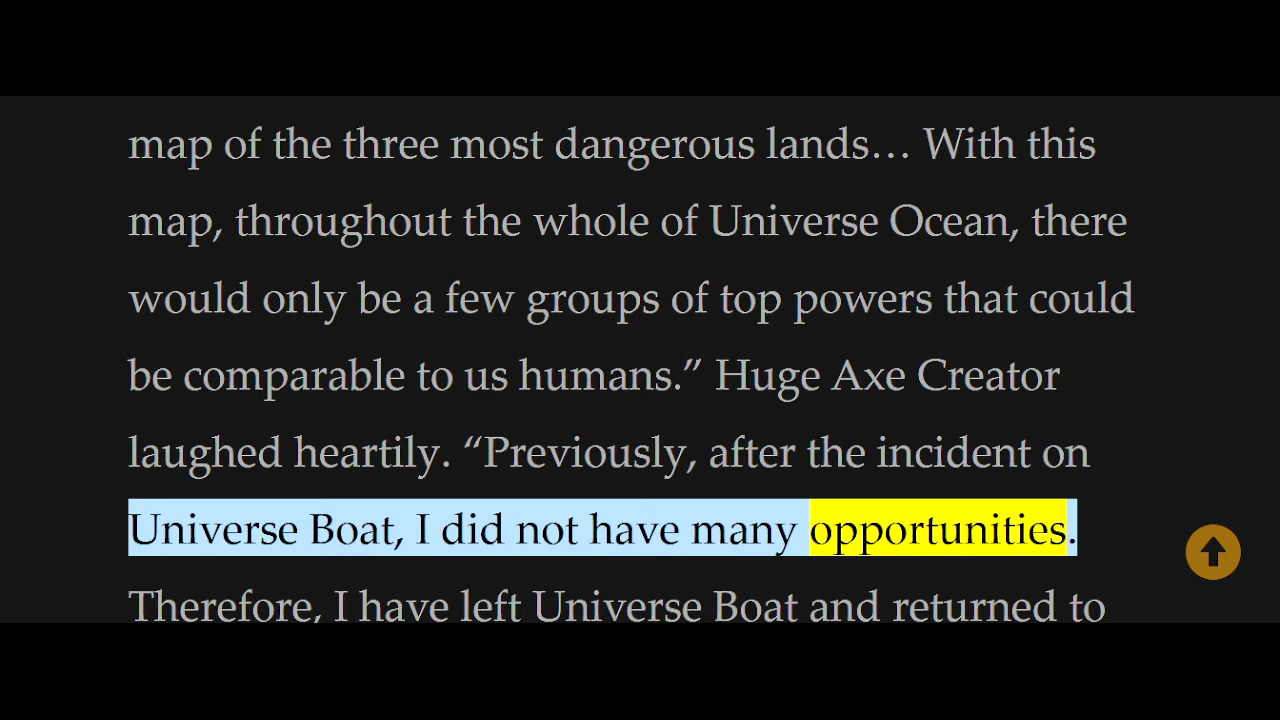 map of the three most dangerous lands… With this
map, throughout the whole of Universe Ocean, there
would only be a few groups of top powers that could
be comparable to us humans.” Huge Axe Creator
laughed heartily. “Previously, after the incident on
Universe Boat, I did not have many opportunities.
Therefore, I have left Universe Boat and returned to